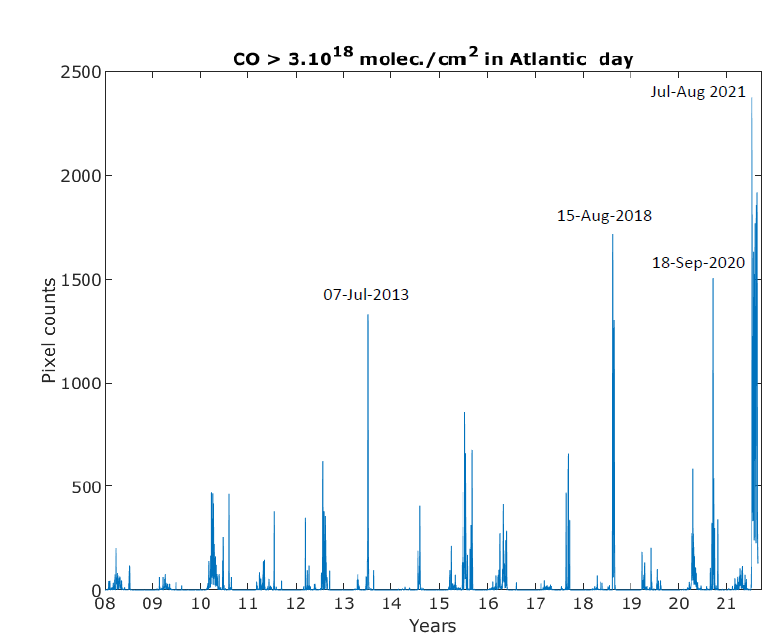 CO > 3.10¹⁸ molec./cm² in Atlantic  day
2500
Jul-Aug 2021
2000
15-Aug-2018
18-Sep-2020
1500
07-Jul-2013
Pixel counts
1000
500
0
08 09 10 11 12 13 14 15 16 17 18 19 20 21
Years